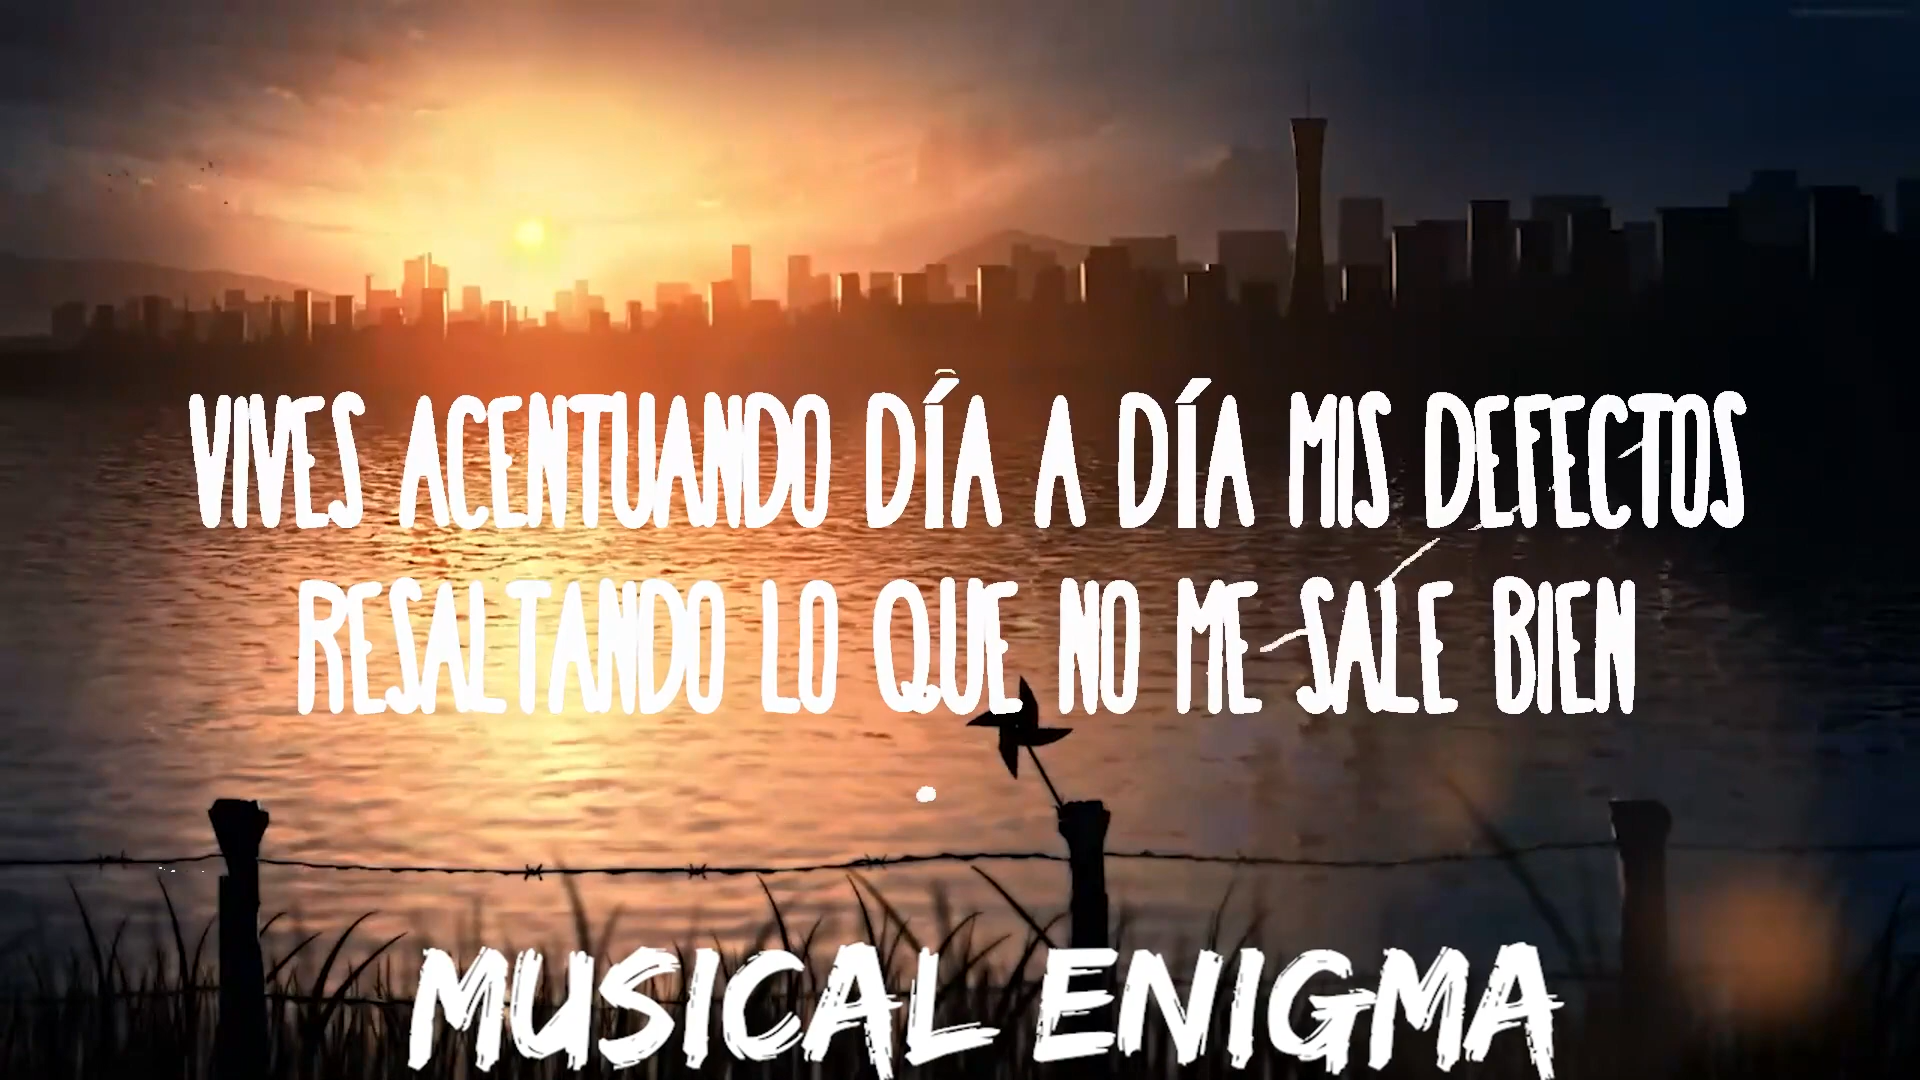 VIVES ACENTUANDO DÍA A DÍA MIS DEFECTOS
RESALTANDO LO QUE NO ME SALE BIEN
MUSICAL ENIGMA